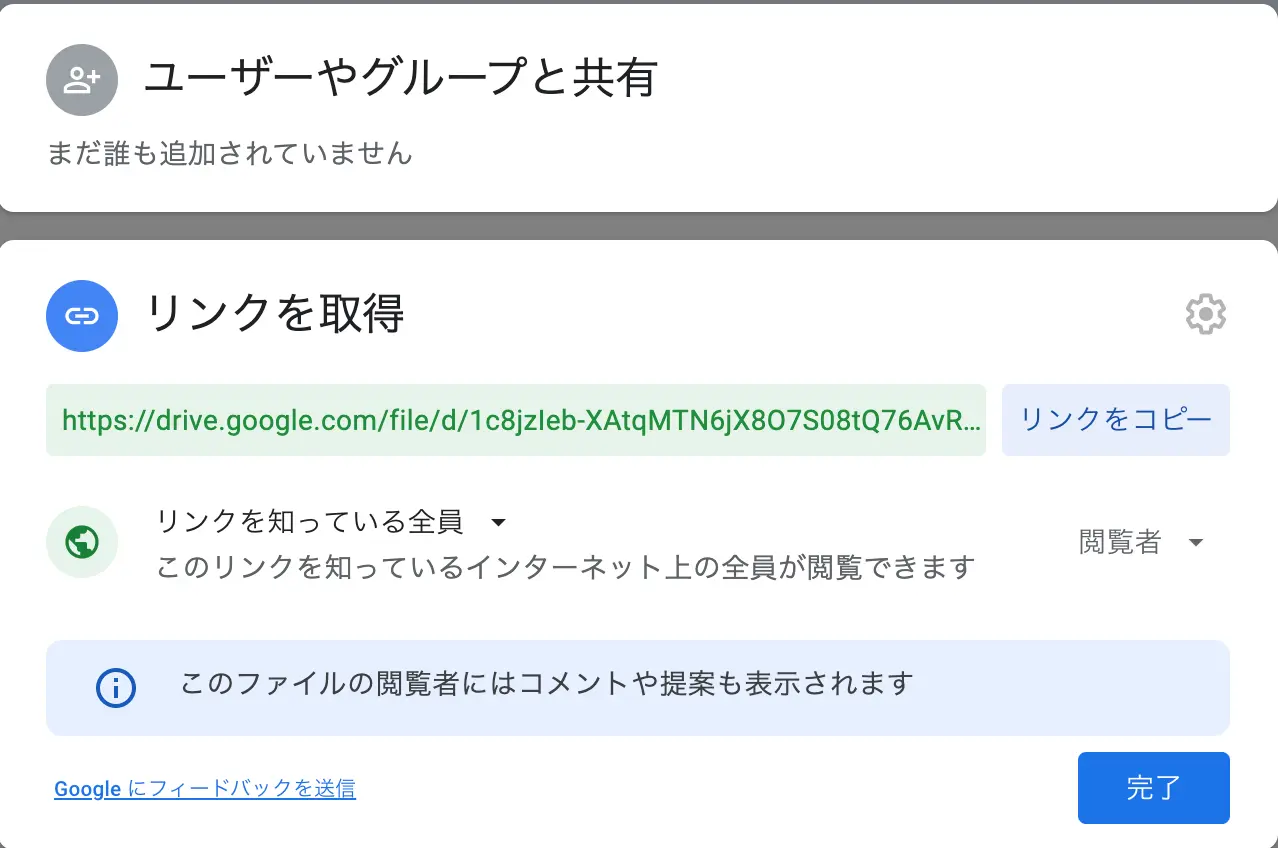 ユーザーやグループと共有
まだ誰も追加されていません
リンクを取得
https://drive.google.com/file/d/1c8jzIeb-XAtqMTN6jX8O7S08tQ76AvR...
リンクをコピー
リンクを知っている全員
このリンクを知っているインターネット上の全員が閲覧できます
閲覧者
このファイルの閲覧者にはコメントや提案も表示されます
Google にフィードバックを送信
完了